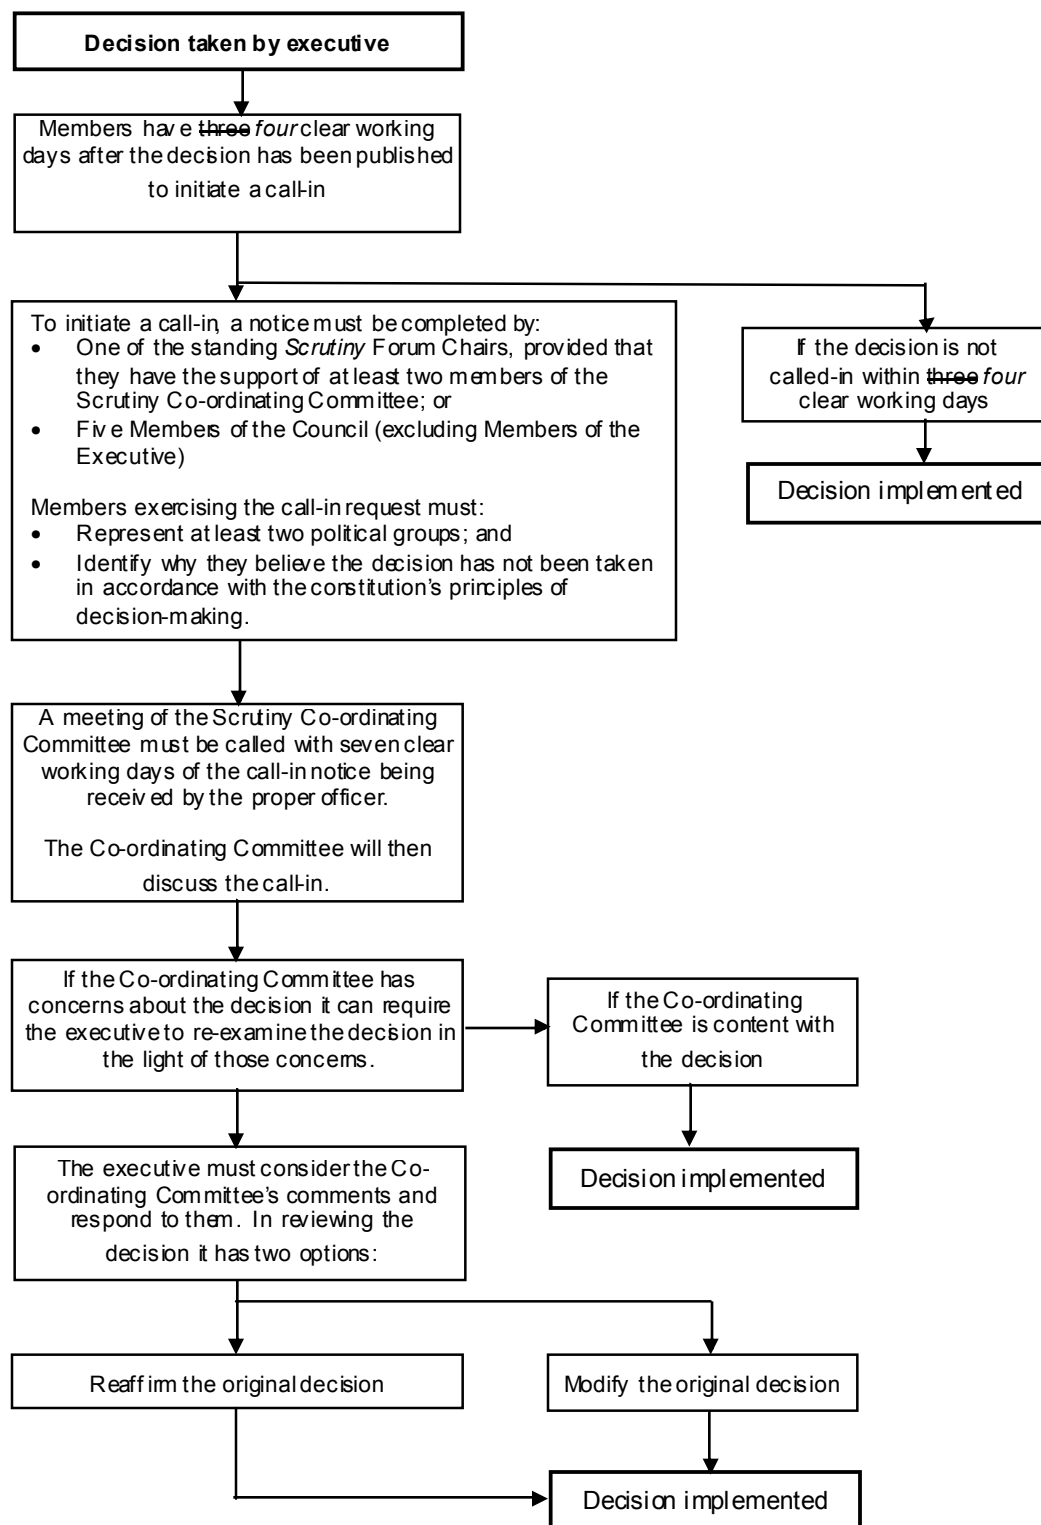 Decision taken by executive
Members have three four clear working
days after the decision has been published
to initiate a call-in
To initiate a call-in, a notice must be completed by:
• One of the standing Scrutiny Forum Chairs, provided that
they have the support of at least two members of the
Scrutiny Co-ordinating Committee; or
• Five Members of the Council (excluding Members of the
Executive)
Members exercising the call-in request must:
• Represent at least two political groups; and
• Identify why they believe the decision has not been taken
in accordance with the constitution's principles of
decision-making.
If the decision is not
called-in within three four
clear working days
Decision implemented
A meeting of the Scrutiny Co-ordinating
Committee must be called with seven clear
working days of the call-in notice being
received by the proper officer.
The Co-ordinating Committee will then
discuss the call-in.
If the Co-ordinating Committee has
concerns about the decision it can require
the executive to re-examine the decision in
the light of those concerns.
If the Co-ordinating
Committee is content with
the decision
Decision implemented
The executive must consider the Co-
ordinating Committee's comments and
respond to them. In reviewing the
decision it has two options:
Reaffirm the original decision
Modify the original decision
Decision implemented